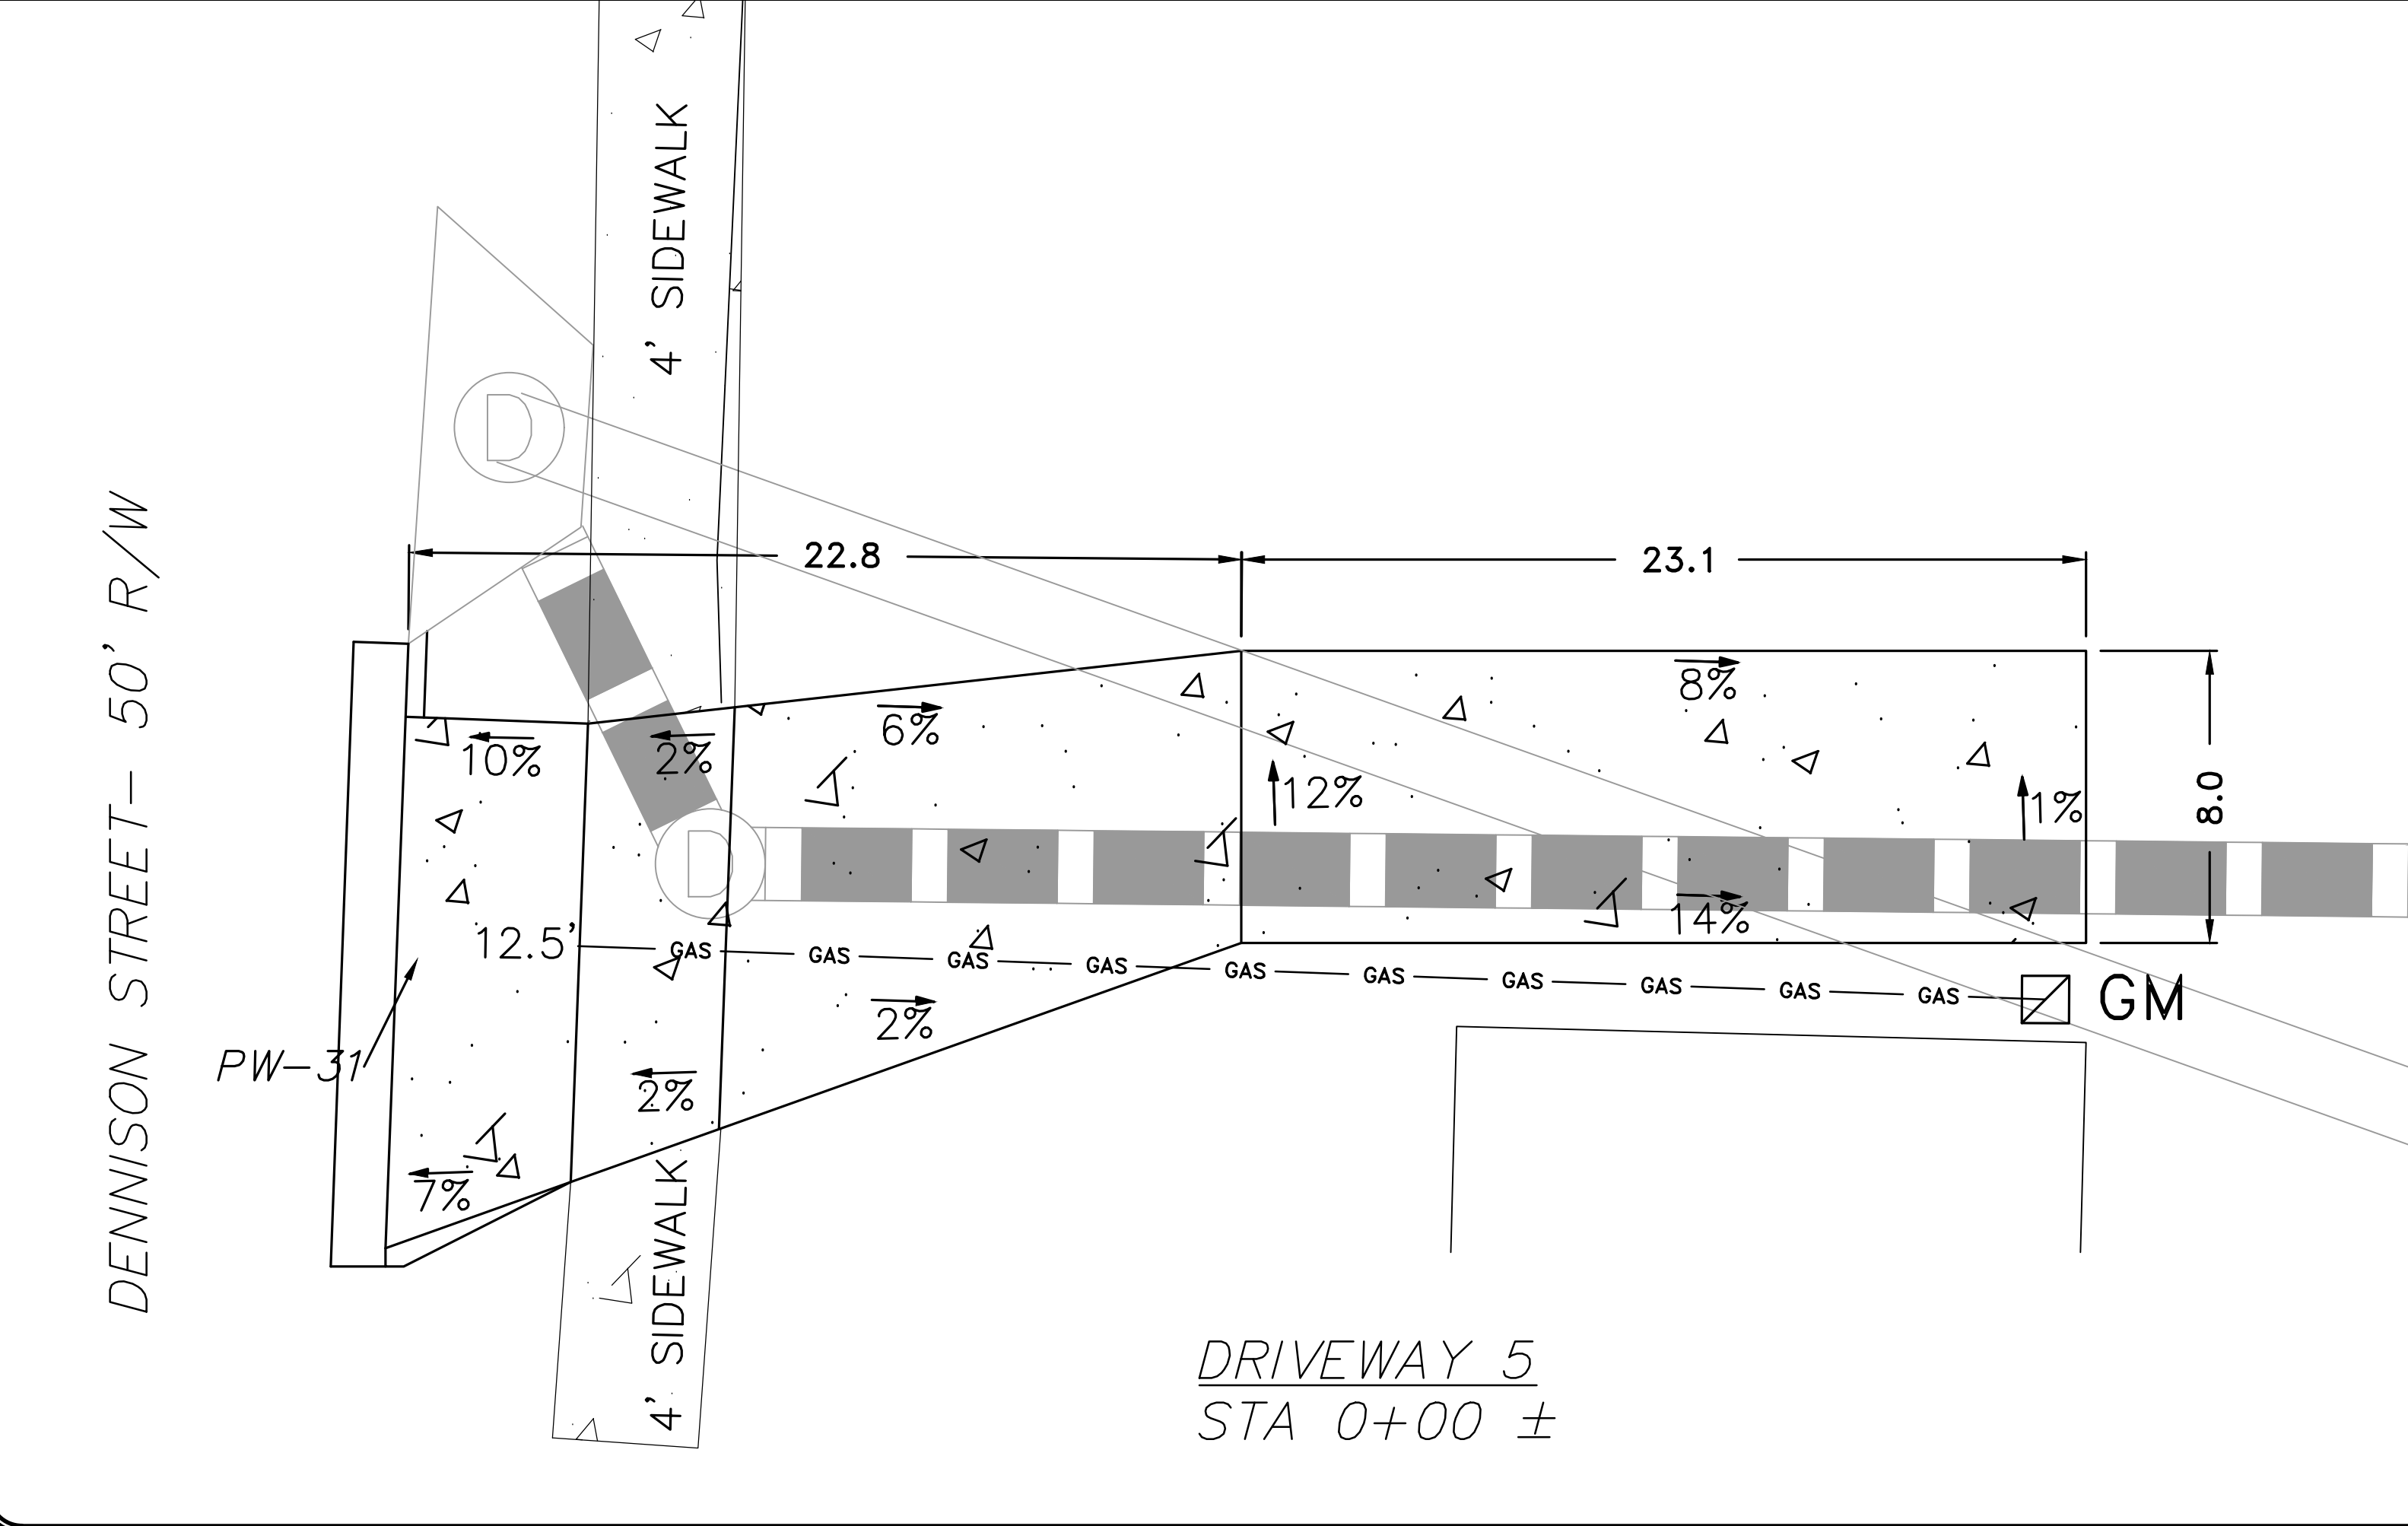 4' SIDEWALK
DENNISON STREET- 50' R/W
D
22.8
23.1
8%
6%
10%
2%
12%
1%
8.0
D
14%
12.5'
GAS GAS GAS GAS GAS GAS GAS GAS GAS GAS
GM
2%
PW-31
2%
7%
4' SIDEWALK
DRIVEWAY 5
STA 0+00 ±